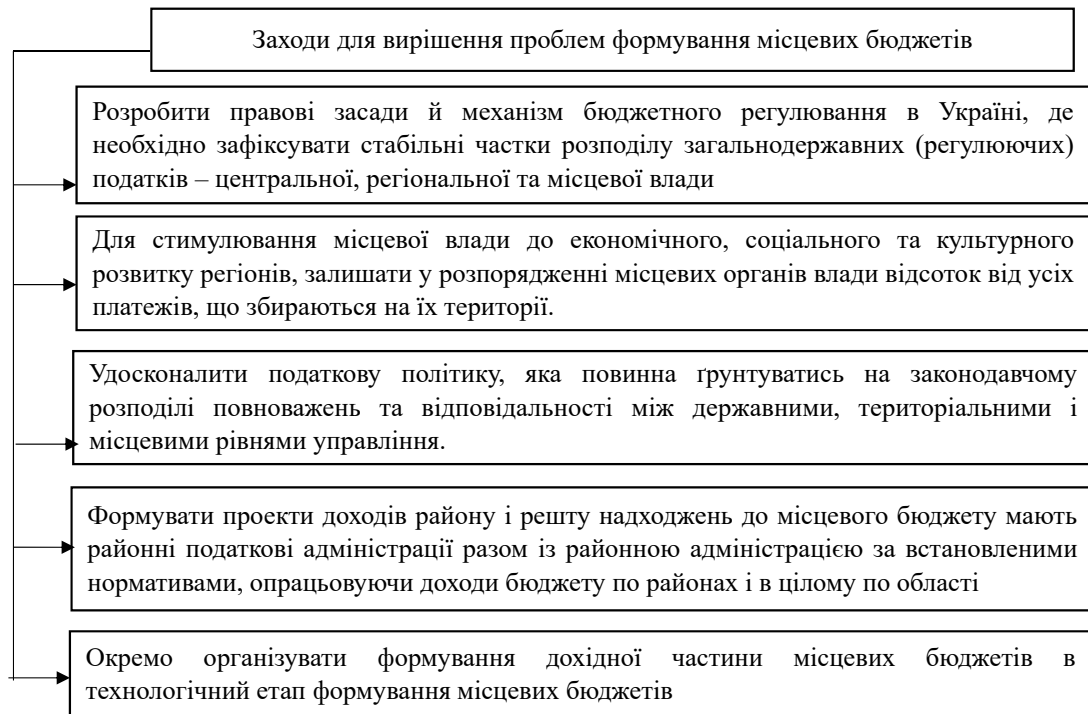 Заходи для вирішення проблем формування місцевих бюджетів
Розробити правові засади й механізм бюджетного регулювання в Україні, де
необхідно зафіксувати стабільні частки розподілу загальнодержавних (регулюючих)
податків – центральної, регіональної та місцевої влади
Для стимулювання місцевої влади до економічного, соціального та культурного
розвитку регіонів, залишати у розпорядженні місцевих органів влади відсоток від усіх
платежів, що збираються на їх території.
Удосконалити податкову політику, яка повинна ґрунтуватись на законодавчому
розподілі повноважень та відповідальності між державними, територіальними і
місцевими рівнями управління.
Формувати проекти доходів району і решту надходжень до місцевого бюджету мають
районні податкові адміністрації разом із районною адміністрацією за встановленими
нормативами, опрацьовуючи доходи бюджету по районах і в цілому по області
Окремо організувати формування дохідної частини місцевих бюджетів в
технологічний етап формування місцевих бюджетів